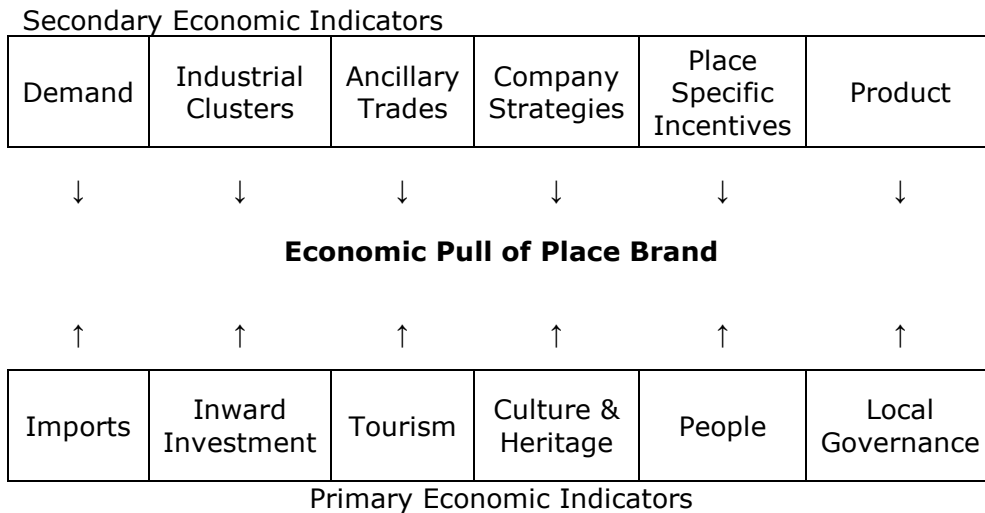 Secondary Economic Indicators
Demand
Industrial
Clusters
Ancillary
Trades
Company
Strategies
Place
Specific
Incentives
Product
↓ ↓ ↓ ↓ ↓ ↓
Economic Pull of Place Brand
↑ ↑ ↑ ↑ ↑ ↑
Imports
Inward
Investment
Tourism
Culture &
Heritage
People
Local
Governance
Primary Economic Indicators